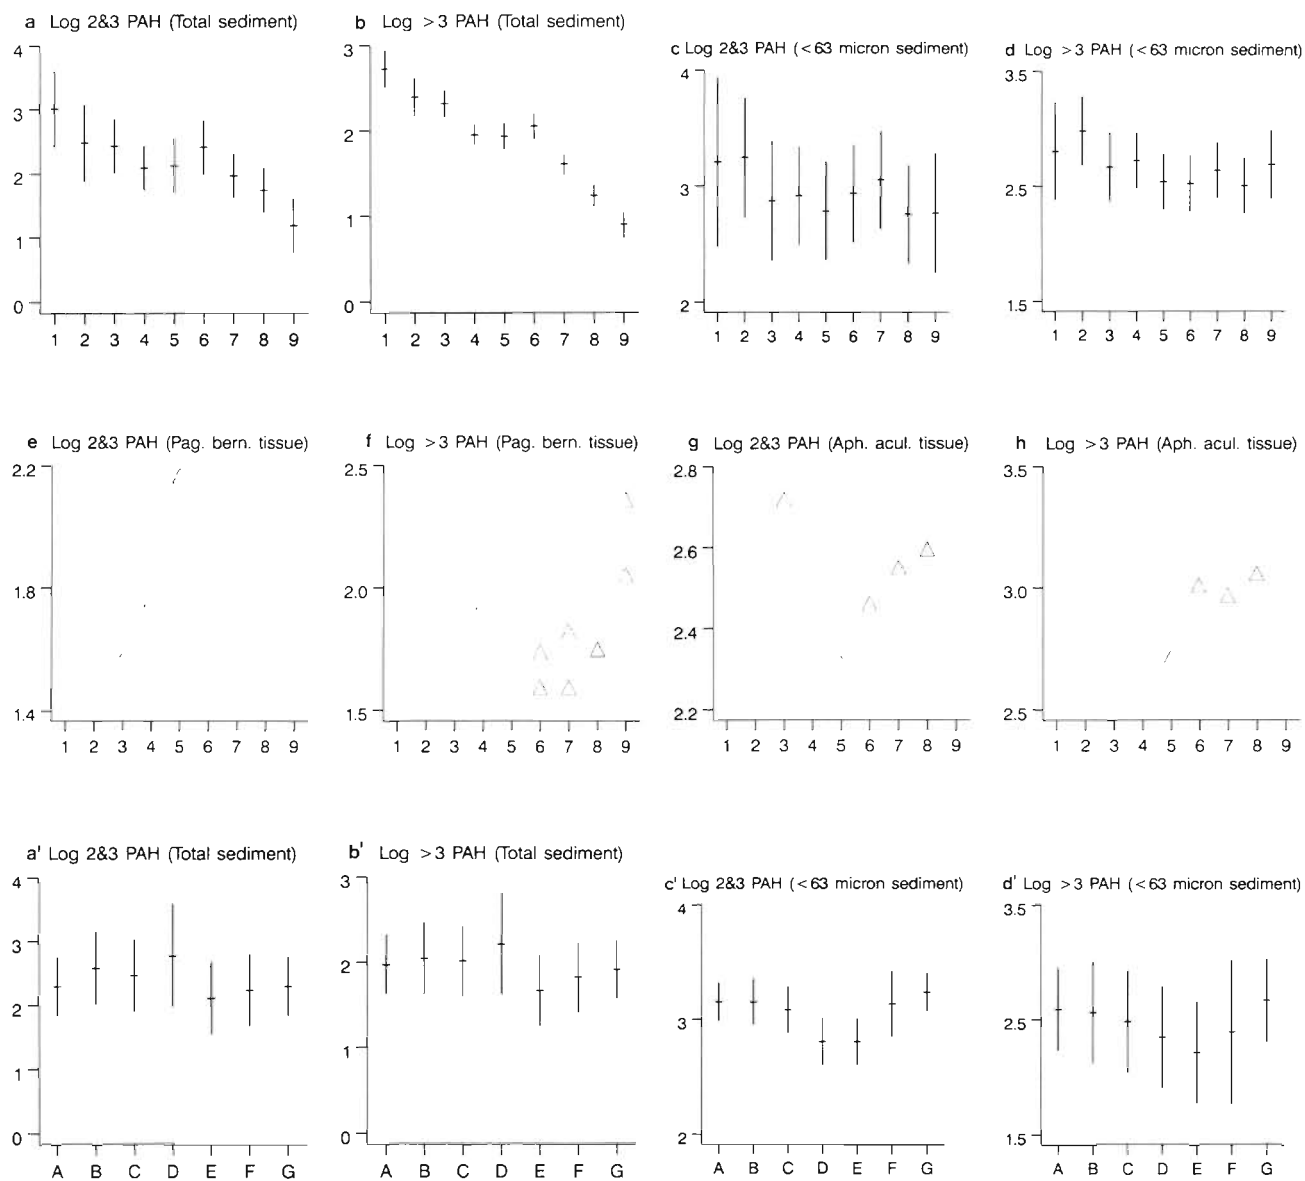 a Log 2&3 PAH (Total sediment)
4
3
2
1
0
1 2 3 4 5 6 7 8 9
b Log >3 PAH (Total sediment)
3
2
1
0
1 2 3 4 5 6 7 8 9
c Log 2&3 PAH (<63 micron sediment)
4
3
2
1 2 3 4 5 6 7 8 9
d Log >3 PAH (<63 micron sediment)
3.5
2.5
1.5
1 2 3 4 5 6 7 8 9
e Log 2&3 PAH (Pag. bern. tissue)
2.2
1.8
1.4
1 2 3 4 5 6 7 8 9
f Log >3 PAH (Pag. bern. tissue)
2.5
2.0
1.5
1 2 3 4 5 6 7 8 9
g Log 2&3 PAH (Aph. acul. tissue)
2.8
2.6
2.4
2.2
1 2 3 4 5 6 7 8 9
h Log >3 PAH (Aph. acul. tissue)
3.5
3.0
2.5
1 2 3 4 5 6 7 8 9
a' Log 2&3 PAH (Total sediment)
4
3
2
1
0
A B C D E F G
b' Log >3 PAH (Total sediment)
3
2
1
0
A B C D E F G
c' Log 2&3 PAH (<63 micron sediment)
4
3
2
A B C D E F G
d' Log >3 PAH (<63 micron sediment)
3.5
2.5
1.5
A B C D E F G